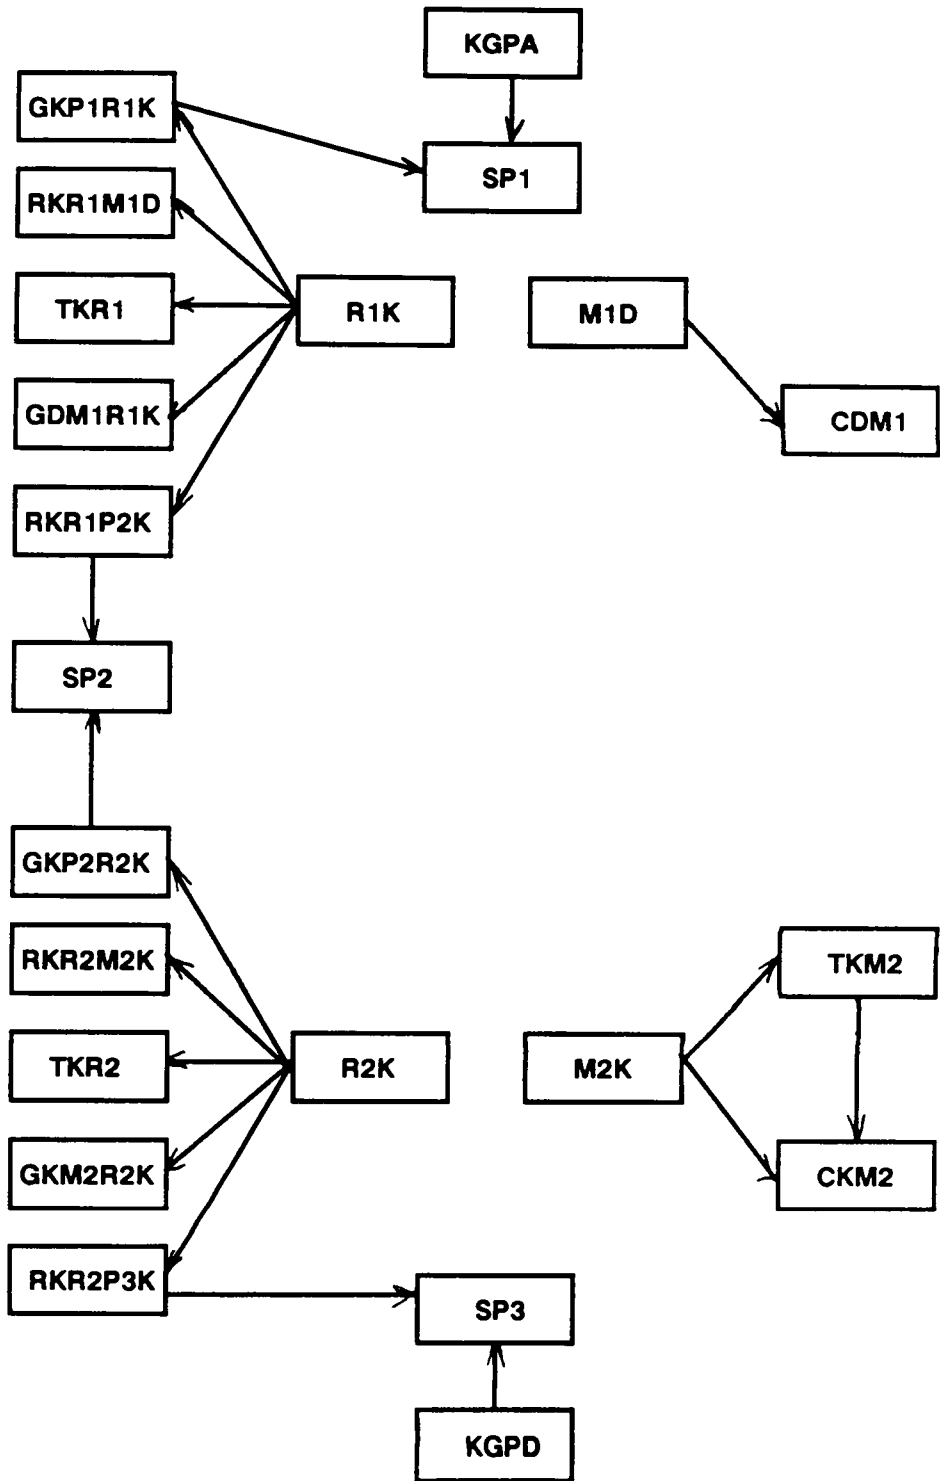 KGPA
GKP1R1K
SP1
RKR1M1D
TKR1
R1K
M1D
GDM1R1K
CDM1
RKR1P2K
SP2
GKP2R2K
RKR2M2K
TKM2
TKR2
R2K
M2K
GKM2R2K
CKM2
RKR2P3K
SP3
KGPD